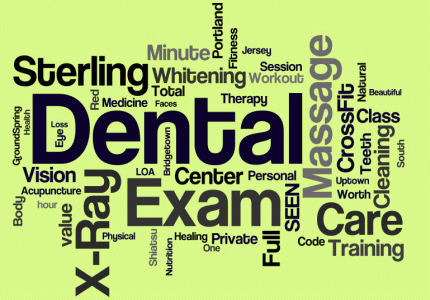 Portland
Fitness
Jersey
Minute
Massage
Sterling
Whitening
Session
Workout
Natural
Total
CrossFit
Beautiful
Red
Medicine
Faces
Therapy
GroundSpring
Health
Loss
Eye
Dental
Class
Teeth
Cleaning
South
Bridgetown
Vision
LOA
Center
Personal
Uptown
Acupuncture
X-Ray
Exam
SEEN
Worth
Body
hour
value
Care
Physical
Shiatsu
Nutrition
Healing
Private
One
Full
Code
Training